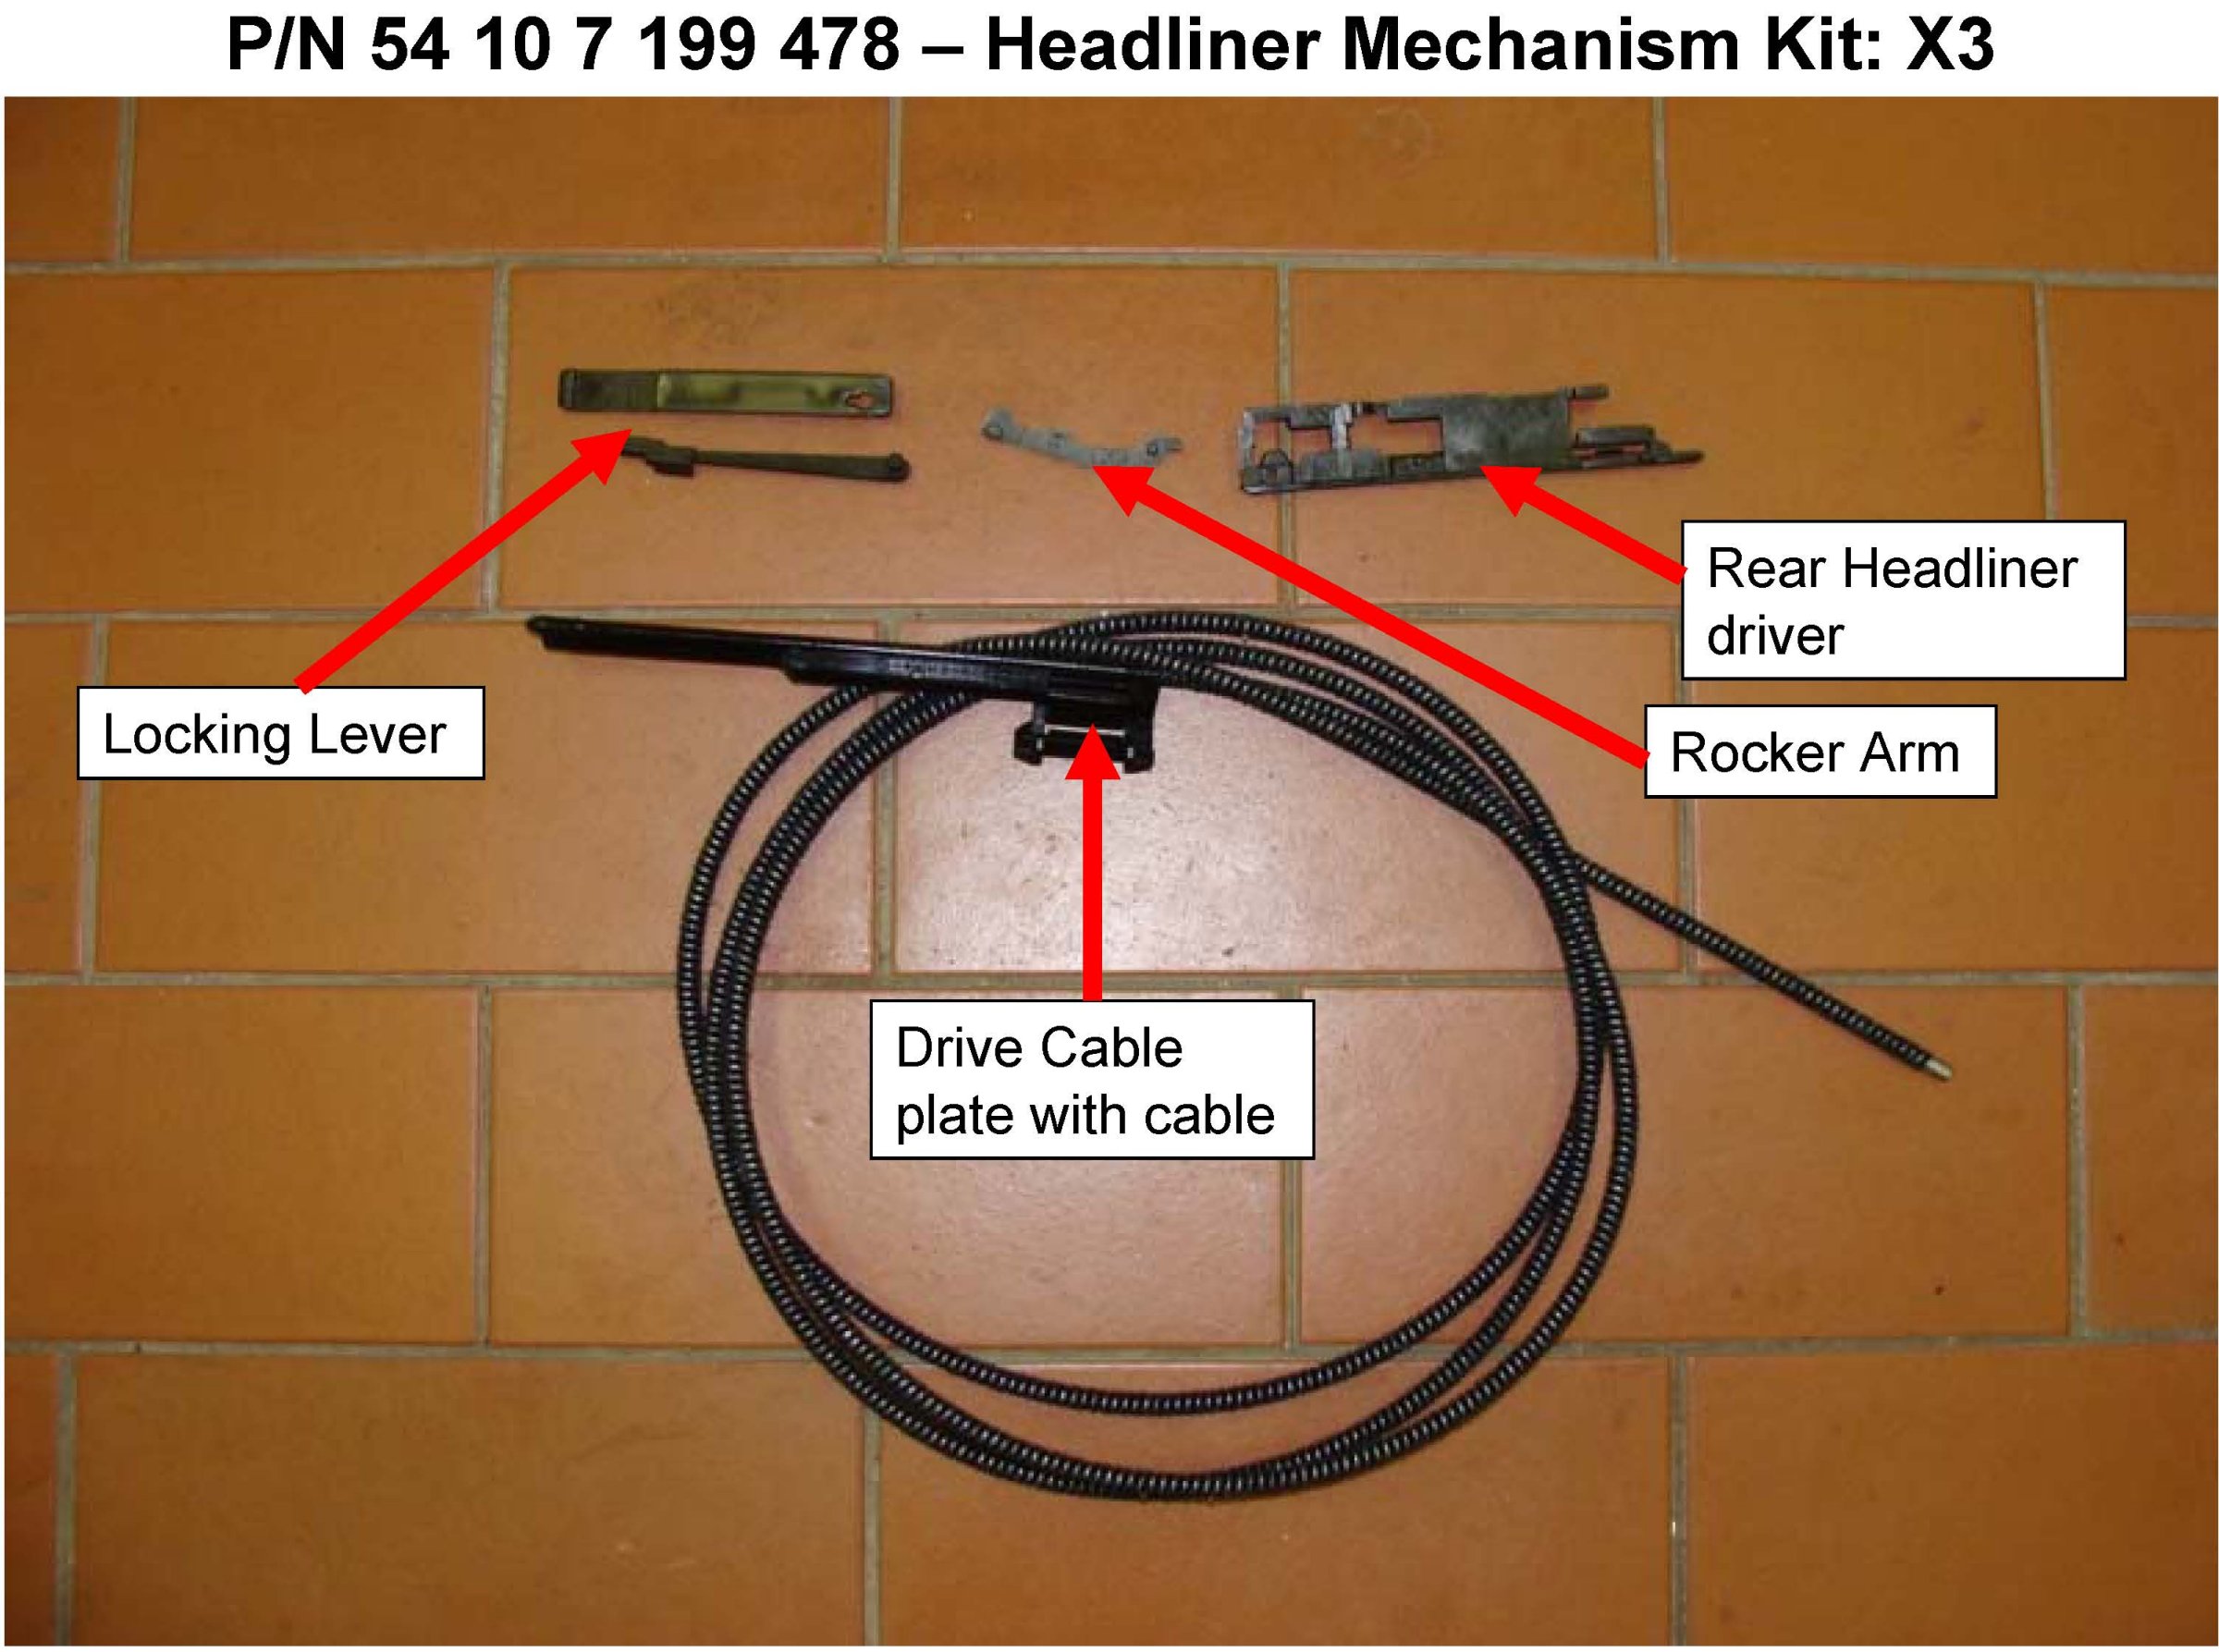 P/N 54 10 7 199 478 – Headliner Mechanism Kit: X3
Rear Headliner
driver
Locking Lever
Rocker Arm
Drive Cable
plate with cable